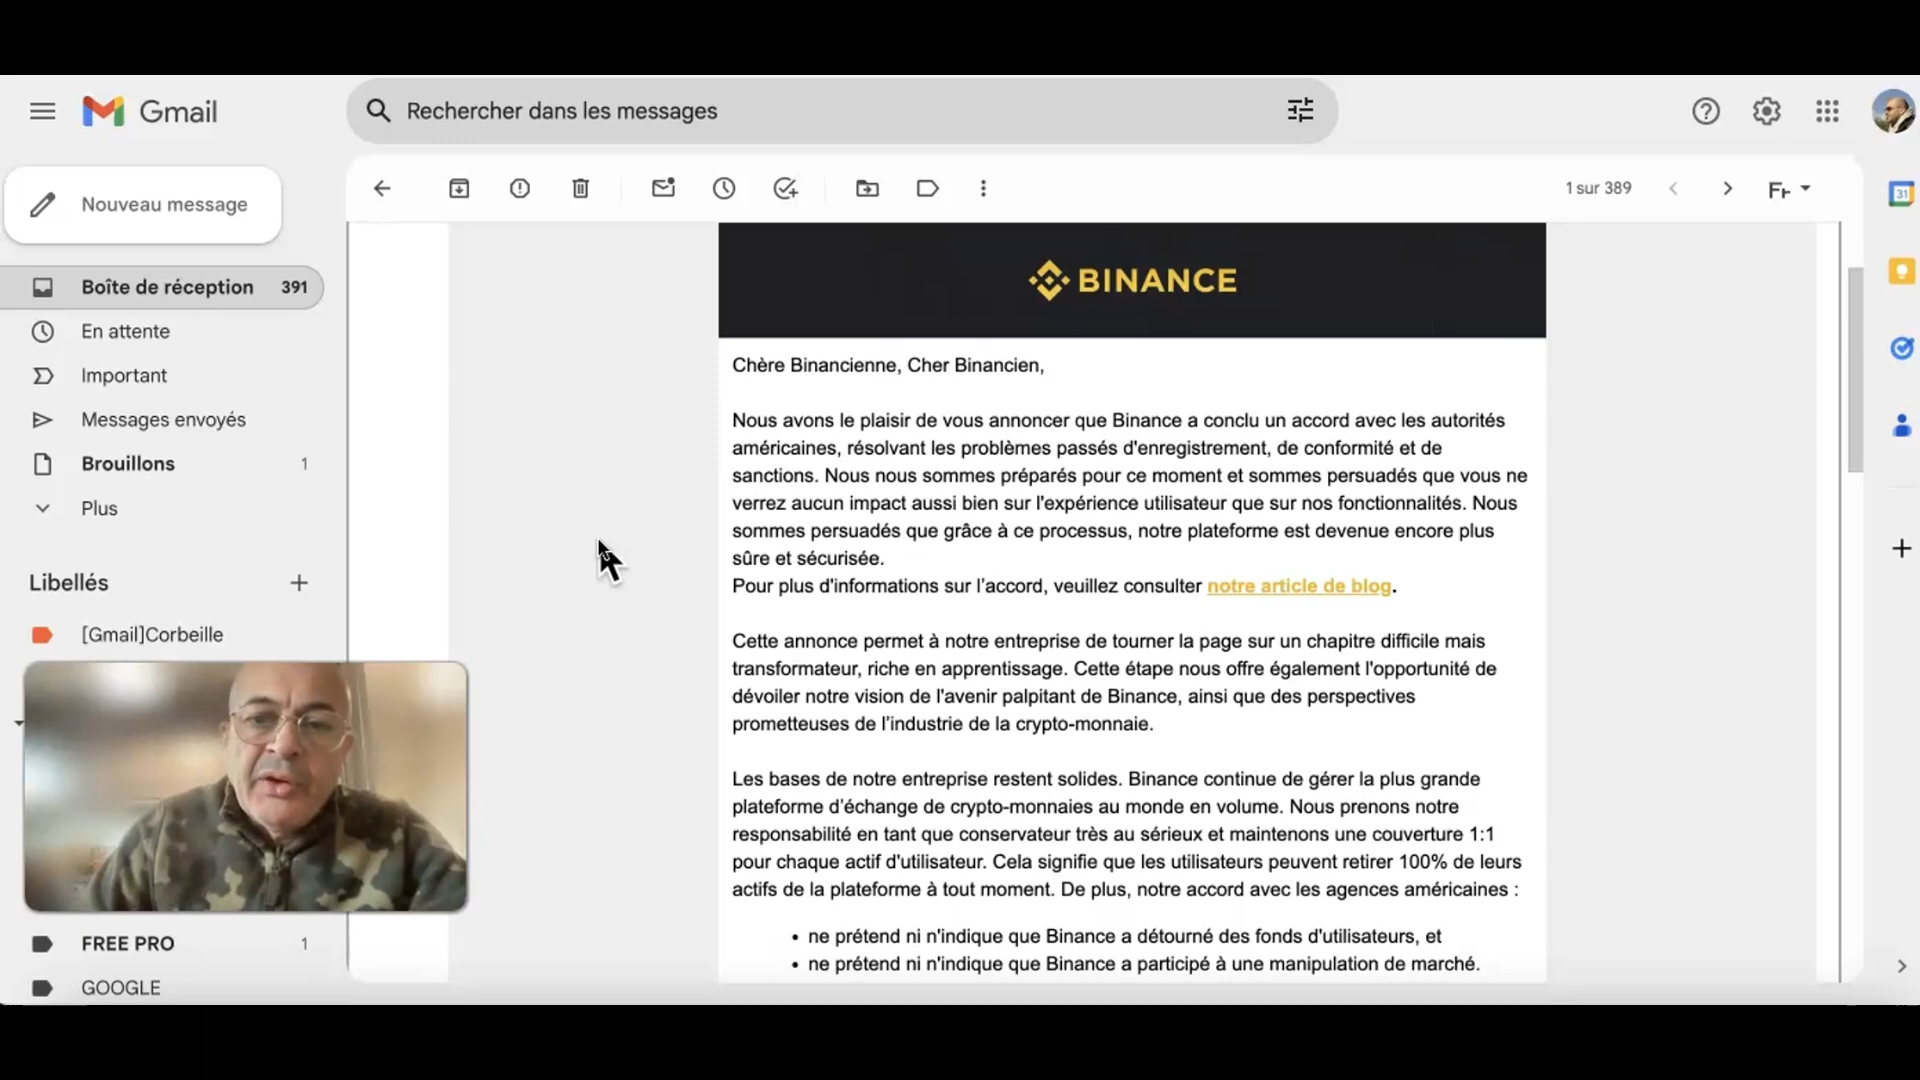 Gmail
Rechercher dans les messages
Nouveau message
1 sur 389
Fr
31
Boîte de réception 391
En attente
Important
Messages envoyés
Brouillons 1
Plus
Libellés
[Gmail]Corbeille
FREE PRO 1
GOOGLE
BINANCE
Chère Binancienne, Cher Binancien,
Nous avons le plaisir de vous annoncer que Binance a conclu un accord avec les autorités
américaines, résolvant les problèmes passés d'enregistrement, de conformité et de
sanctions. Nous nous sommes préparés pour ce moment et sommes persuadés que vous ne
verrez aucun impact aussi bien sur l'expérience utilisateur que sur nos fonctionnalités. Nous
sommes persuadés que grâce à ce processus, notre plateforme est devenue encore plus
sûre et sécurisée.
Pour plus d'informations sur l'accord, veuillez consulter notre article de blog.
Cette annonce permet à notre entreprise de tourner la page sur un chapitre difficile mais
transformateur, riche en apprentissage. Cette étape nous offre également l'opportunité de
dévoiler notre vision de l'avenir palpitant de Binance, ainsi que des perspectives
prometteuses de l'industrie de la crypto-monnaie.
Les bases de notre entreprise restent solides. Binance continue de gérer la plus grande
plateforme d'échange de crypto-monnaies au monde en volume. Nous prenons notre
responsabilité en tant que conservateur très au sérieux et maintenons une couverture 1:1
pour chaque actif d'utilisateur. Cela signifie que les utilisateurs peuvent retirer 100% de leurs
actifs de la plateforme à tout moment. De plus, notre accord avec les agences américaines :
• ne prétend ni n'indique que Binance a détourné des fonds d'utilisateurs, et
• ne prétend ni n'indique que Binance a participé à une manipulation de marché.